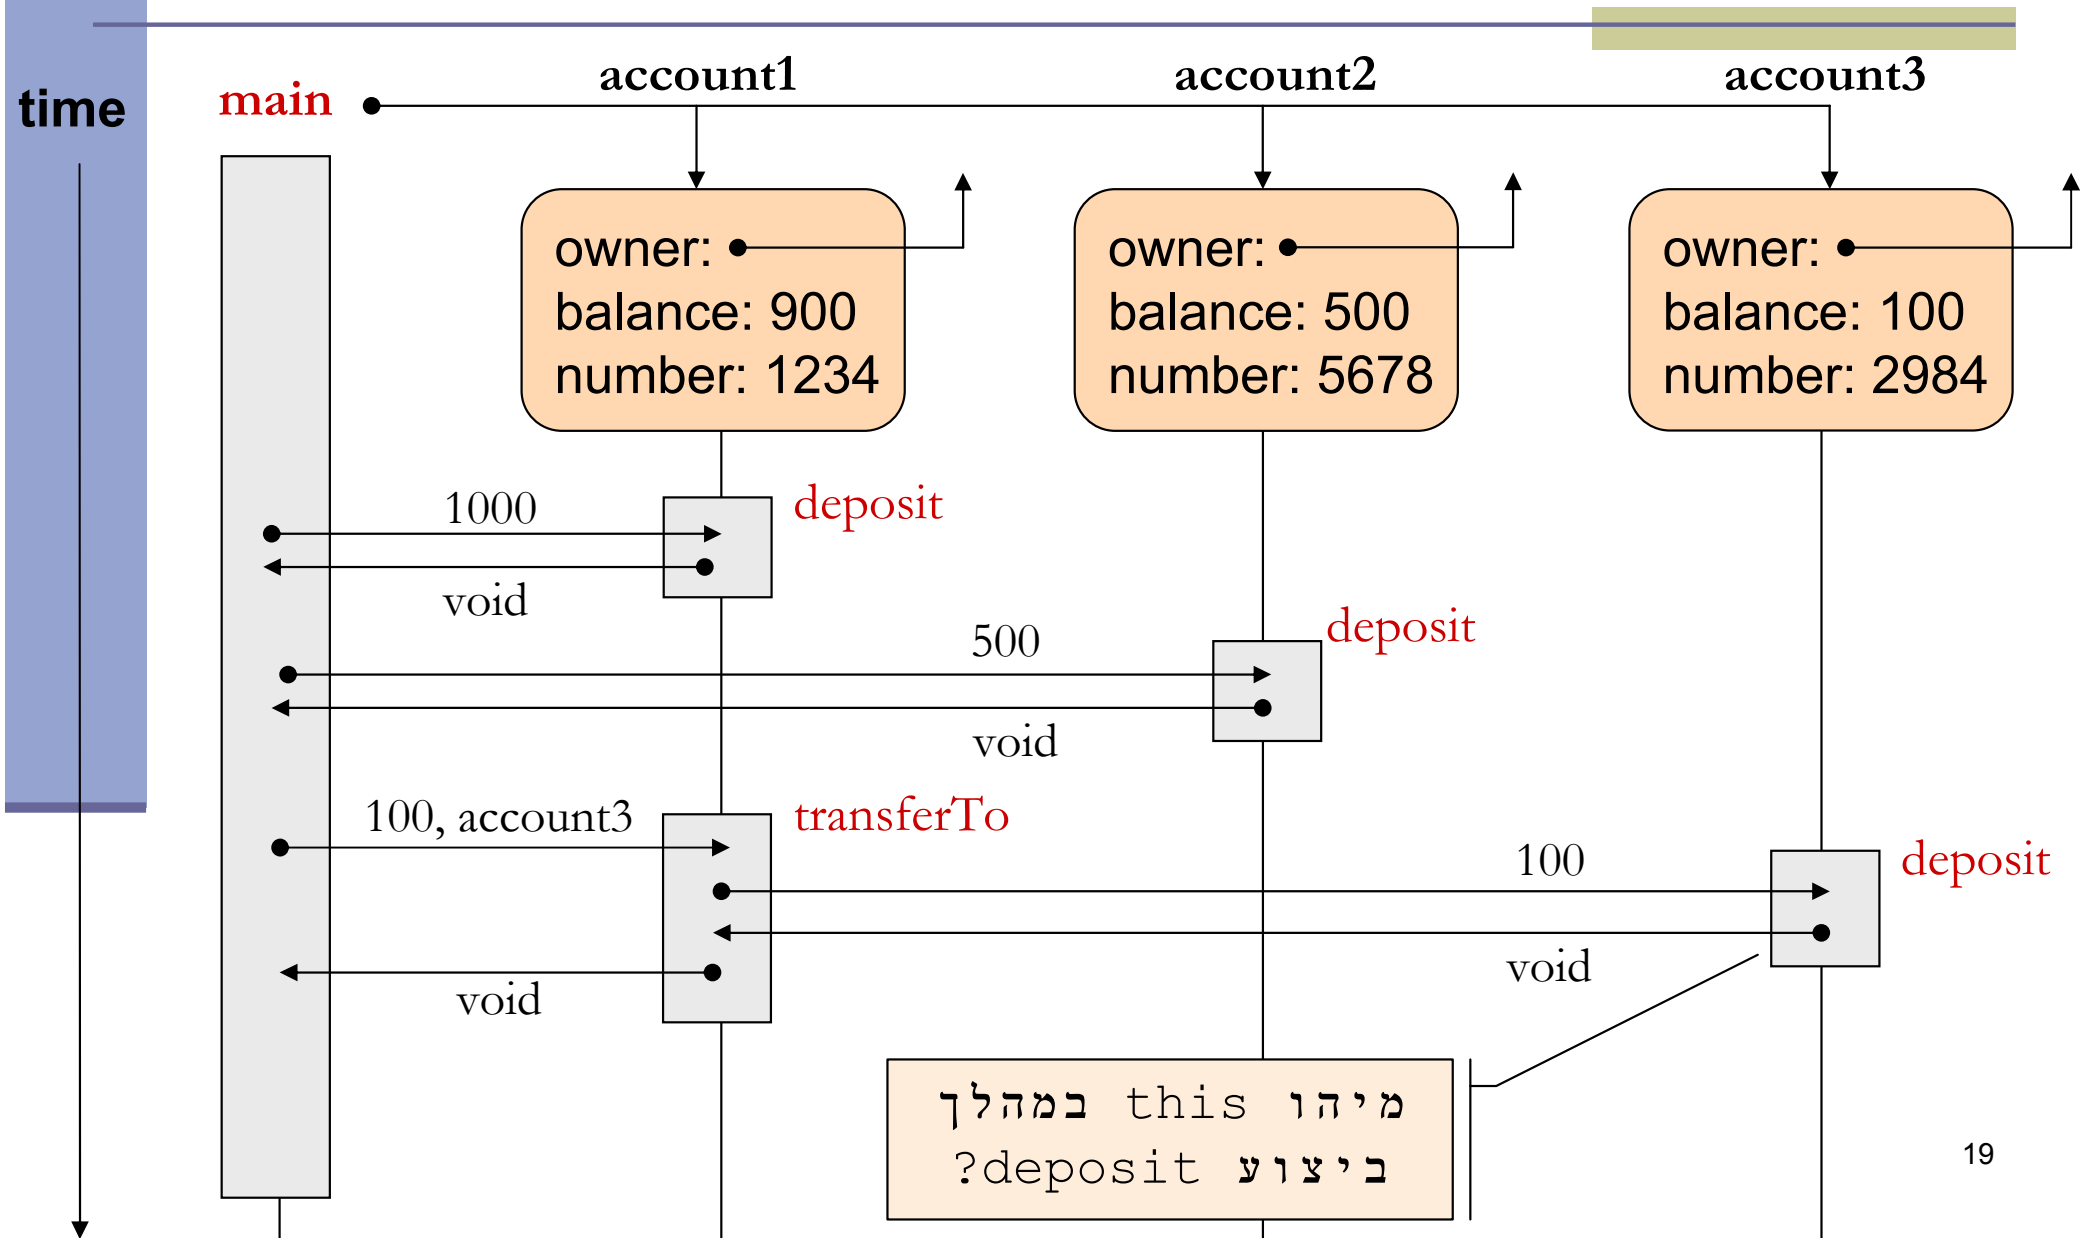 time
main
account1
account2
account3
owner:
balance: 900
number: 1234
owner:
balance: 500
number: 5678
owner:
balance: 100
number: 2984
1000
deposit
void
500
deposit
void
100, account3
transferTo
100
deposit
void
void
מיהו this במהלך
ביצוע deposit?
19